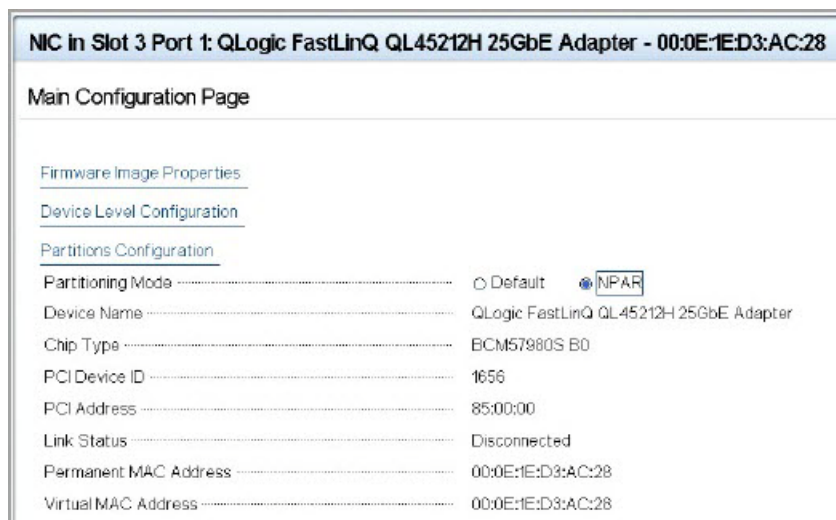 NIC in Slot 3 Port 1: QLogic FastLinQ QL45212H 25GbE Adapter - 00:0E:1E:D3:AC:28
Main Configuration Page
Firmware Image Properties
Device Level Configuration
Partitions Configuration
Partitioning Mode Default NPAR
Device Name QLogic FastLinQ QL45212H 25GbE Adapter
Chip Type BCM57980S B0
PCI Device ID 1656
PCI Address 85:00:00
Link Status Disconnected
Permanent MAC Address 00:0E:1E:D3:AC:28
Virtual MAC Address 00:0E:1E:D3:AC:28